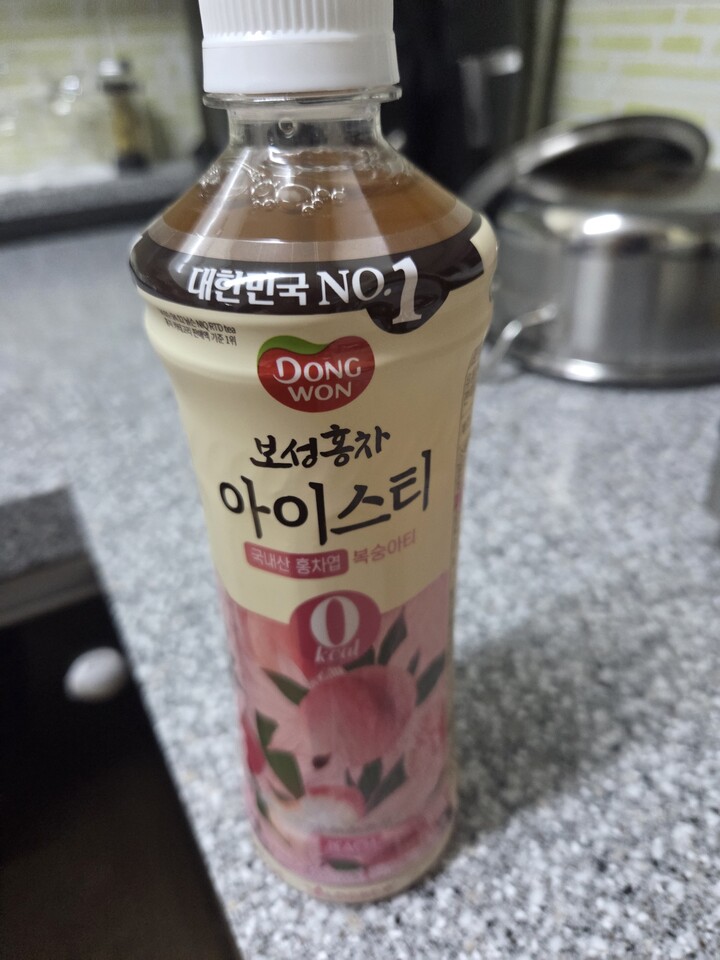 대한민국 NO.1
DONG
WON
보성홍차
아이스티
국내산 홍차엽 복숭아티
0
kcal